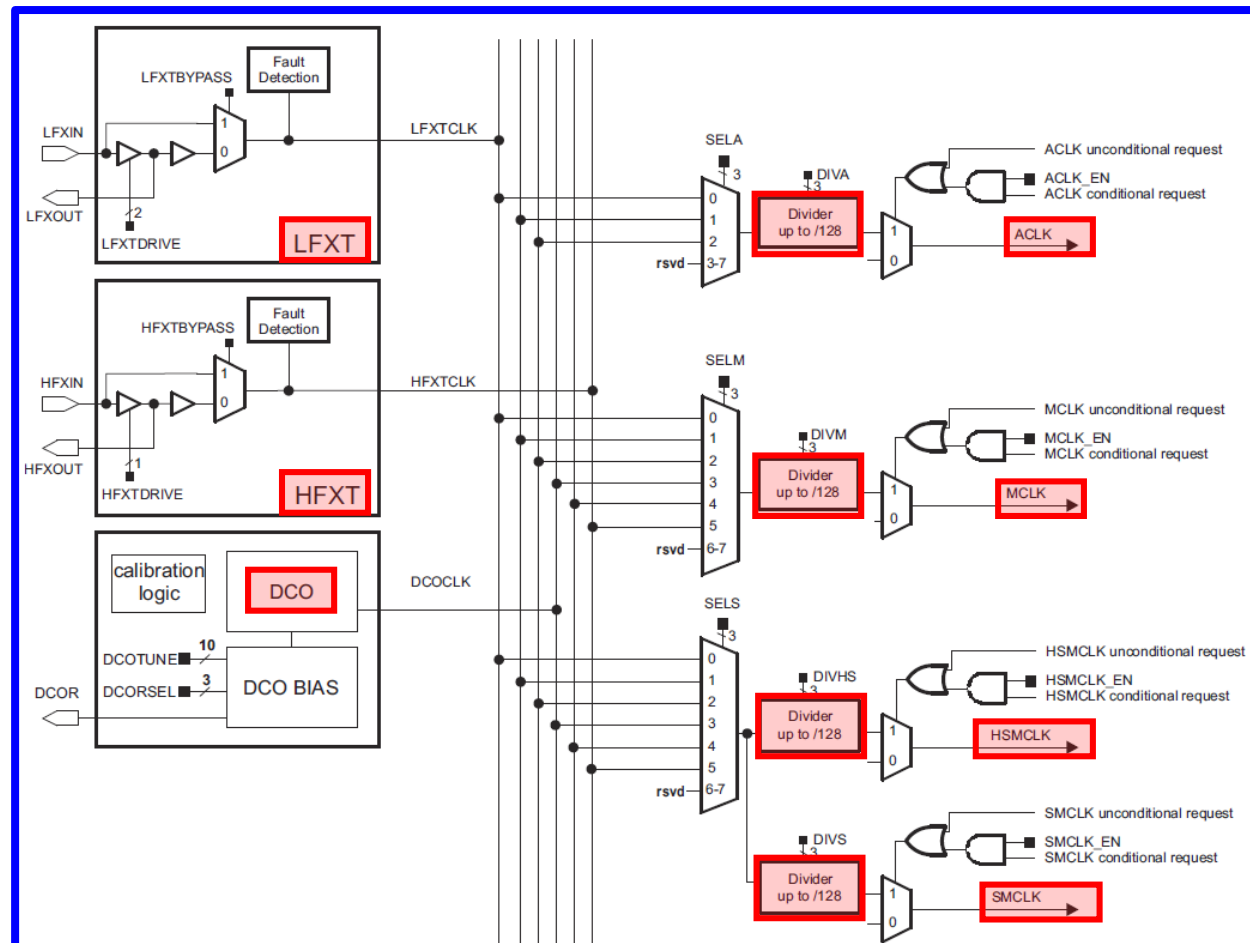 Fault
Detection
LFXTBYPASS
LFXIN
1
0
LFXTCLK
LFXOUT
2
LFXTDRIVE
LFXT
SELA
3
DIVA
3
0
1
2
rsvd
3-7
Divider
up to /128
ACLK unconditional request
ACLK_EN
ACLK conditional request
1
0
ACLK
Fault
Detection
HFXTBYPASS
HFXIN
1
0
HFXTCLK
HFXOUT
1
HFXTDRIVE
HFXT
SELM
3
DIVM
3
0
1
2
3
4
5
rsvd
6-7
Divider
up to /128
MCLK unconditional request
MCLK_EN
MCLK conditional request
1
0
MCLK
calibration
logic
DCO
DCOCLK
DCOTUNE
10
DCORSEL
3
DCOR
DCO BIAS
SELS
3
DIVHS
3
0
1
2
3
4
5
rsvd
6-7
Divider
up to /128
HSMCLK unconditional request
HSMCLK_EN
HSMCLK conditional request
1
0
HSMCLK
DIVS
3
Divider
up to /128
SMCLK unconditional request
SMCLK_EN
SMCLK conditional request
1
0
SMCLK